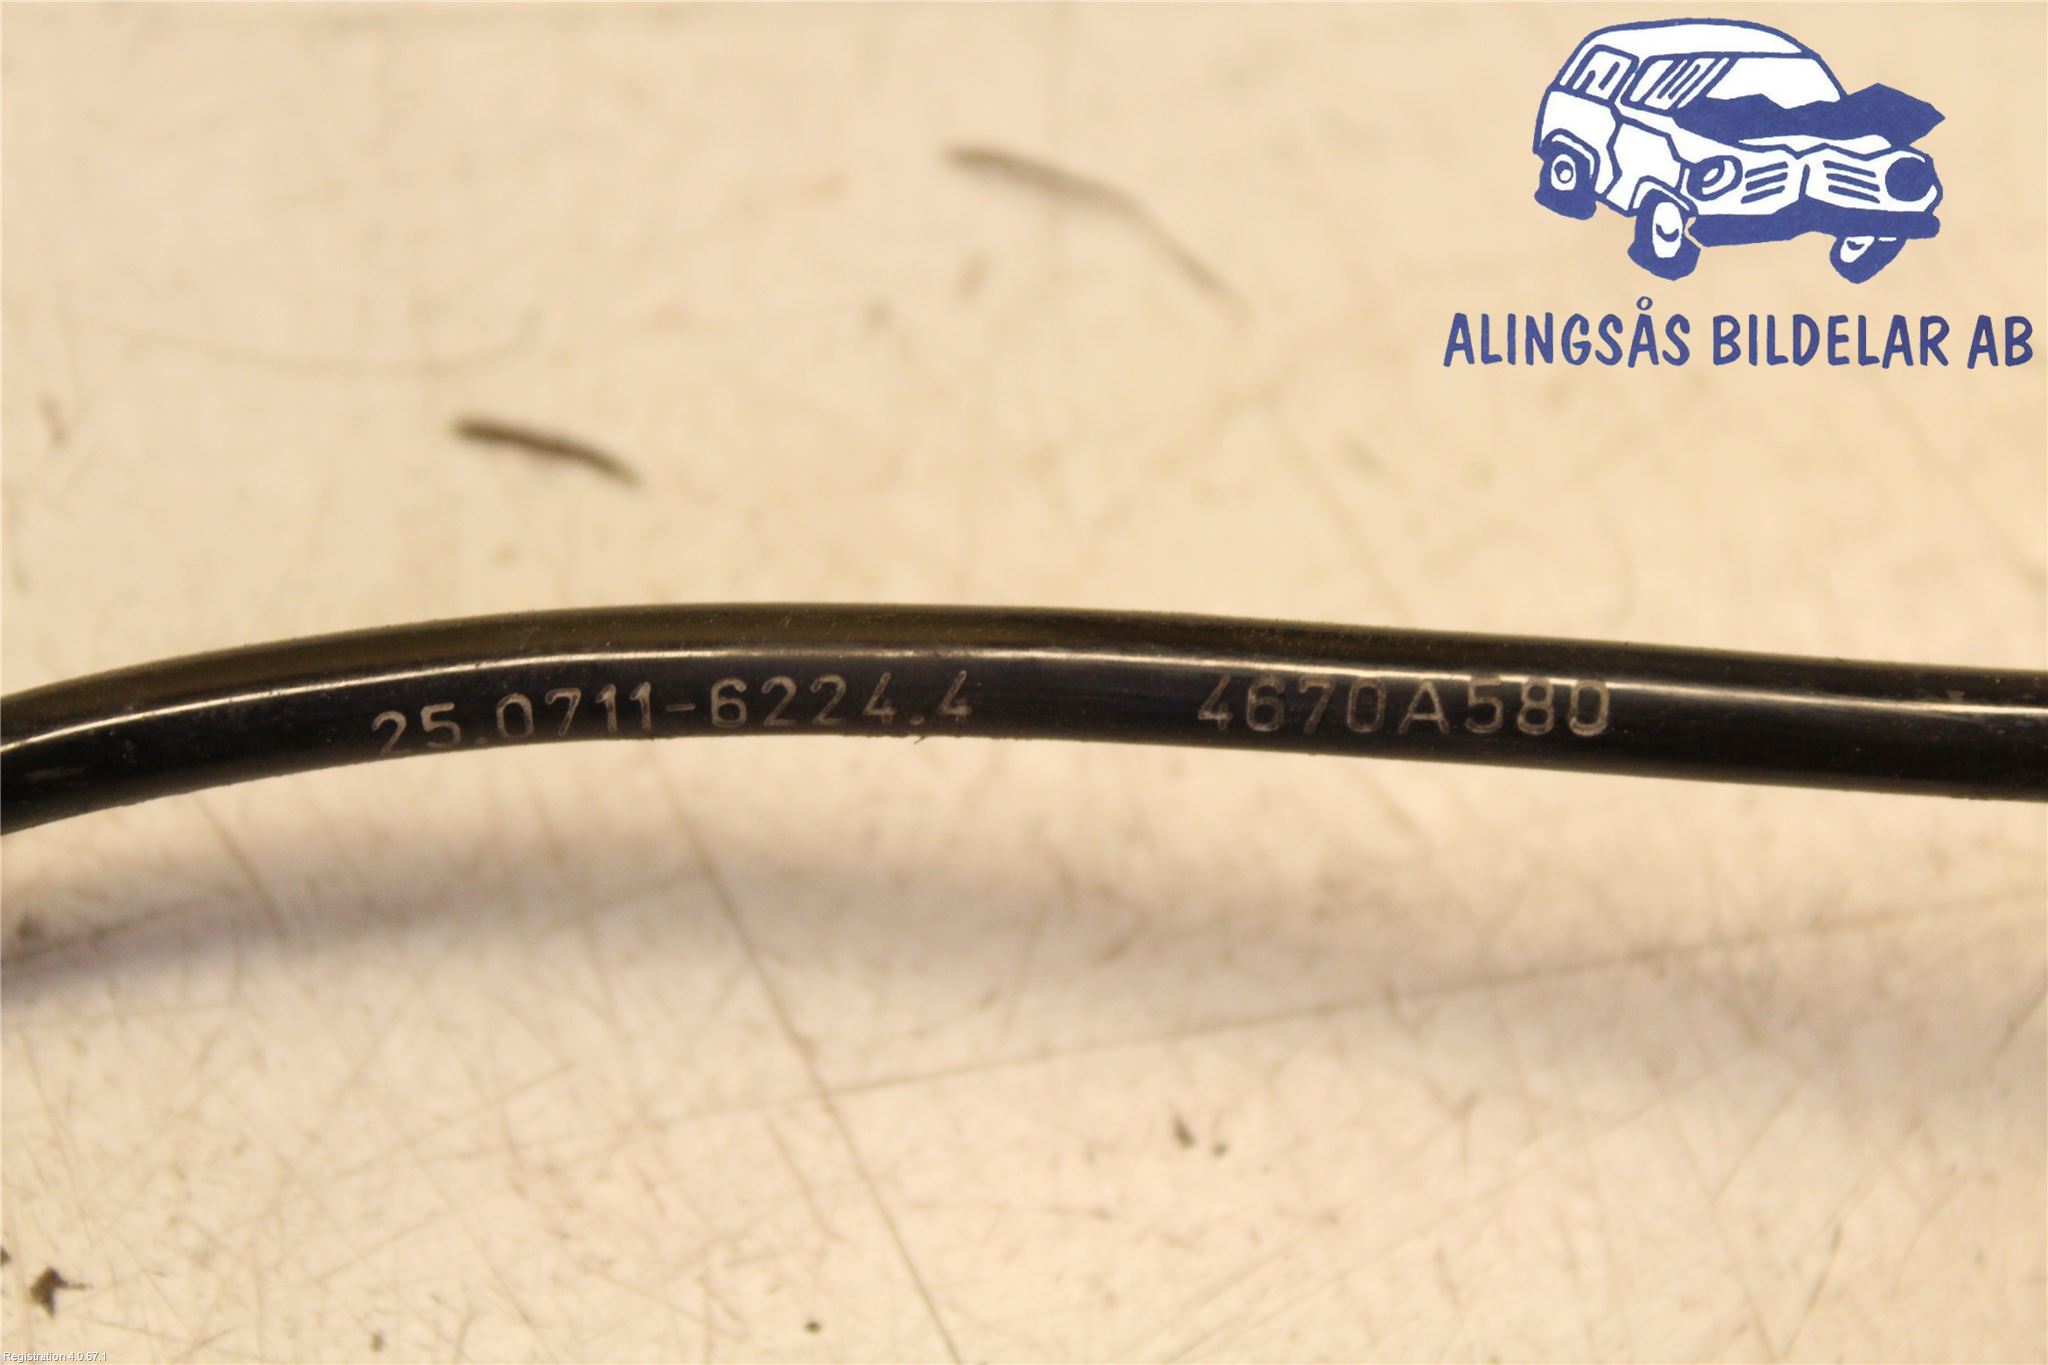 ALINGSÅS BILDELAR AB
25.0711-6224.4 4670A580
Registration 4.0.67.1